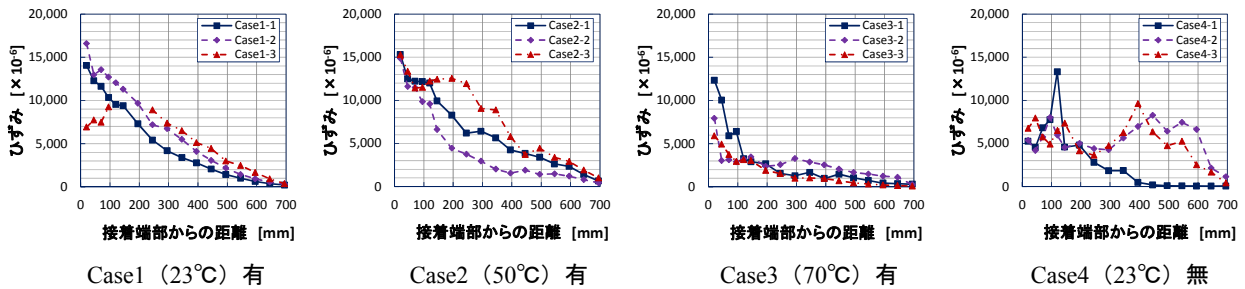 20,000
15,000
10,000
5,000
0
ひずみ [×10-6]
Case1-1
Case1-2
Case1-3
0 100 200 300 400 500 600 700
接着端部からの距離 [mm]
Case1（23℃）有
20,000
15,000
10,000
5,000
0
ひずみ [×10-6]
Case2-1
Case2-2
Case2-3
0 100 200 300 400 500 600 700
接着端部からの距離 [mm]
Case2（50℃）有
20,000
15,000
10,000
5,000
0
ひずみ [×10-6]
Case3-1
Case3-2
Case3-3
0 100 200 300 400 500 600 700
接着端部からの距離 [mm]
Case3（70℃）有
20,000
15,000
10,000
5,000
0
ひずみ [×10-6]
Case4-1
Case4-2
Case4-3
0 100 200 300 400 500 600 700
接着端部からの距離 [mm]
Case4（23℃）無